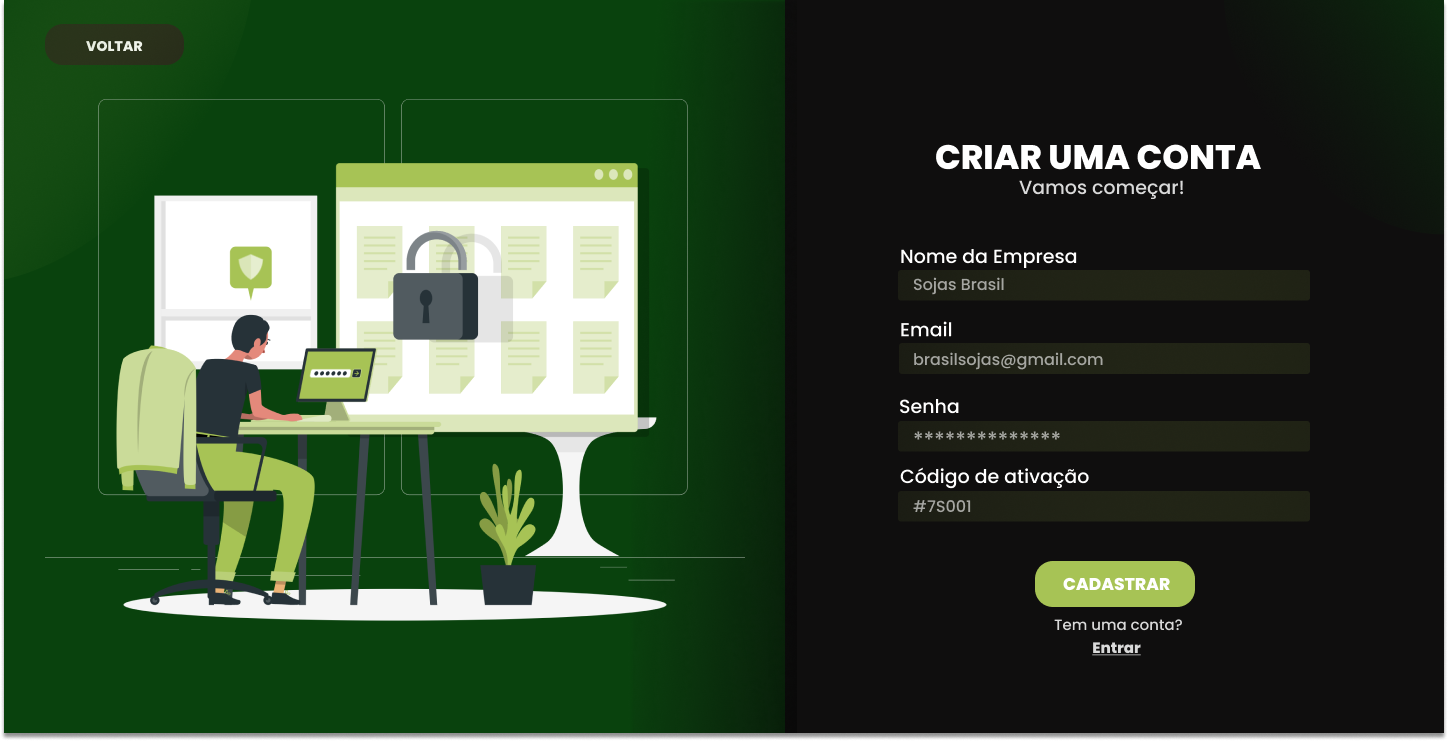 VOLTAR
CRIAR UMA CONTA
Vamos começar!
Nome da Empresa
Sojas Brasil
Email
brasilsojas@gmail.com
Senha
**************
Código de ativação
#7S001
CADASTRAR
Tem uma conta?
Entrar